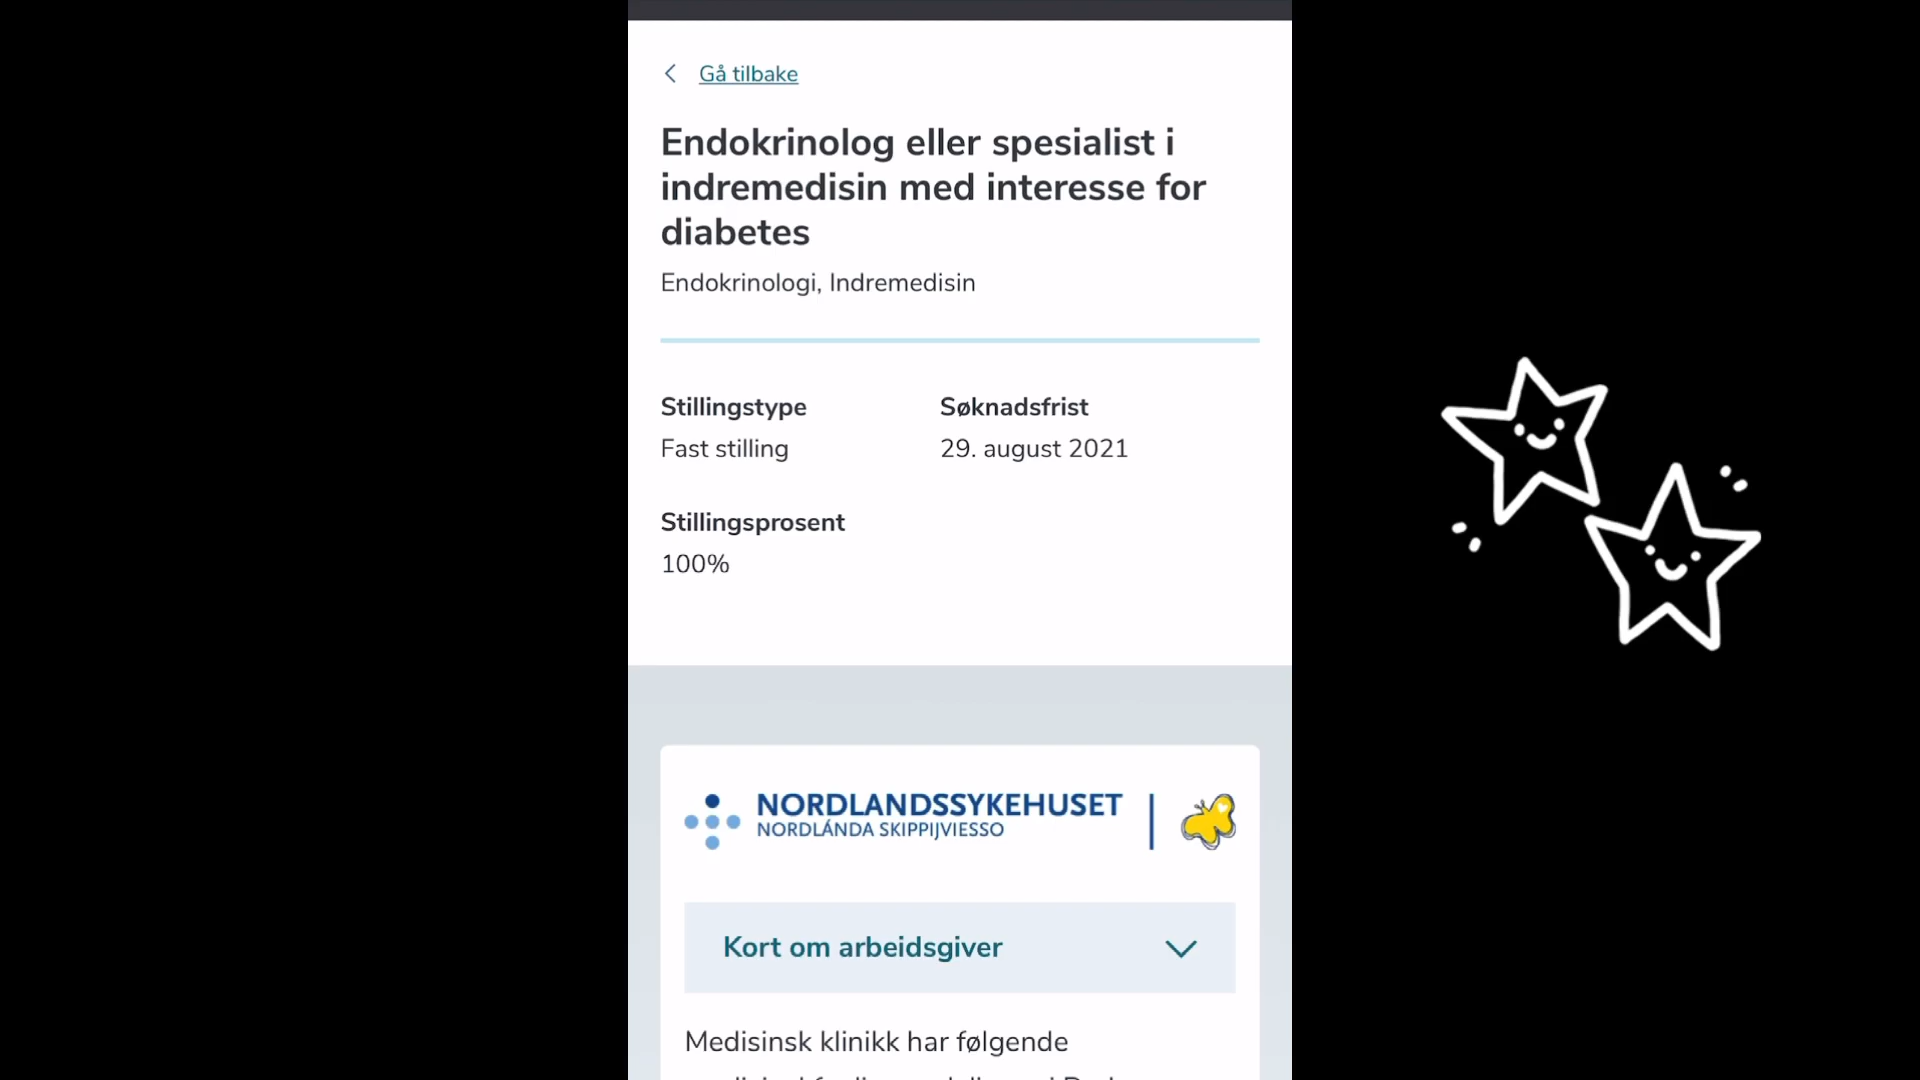 Gå tilbake
Endokrinolog eller spesialist i
indremedisin med interesse for
diabetes
Endokrinologi, Indremedisin
Stillingstype
Fast stilling
Søknadsfrist
29. august 2021
Stillingsprosent
100%
NORDLANDSSYKEHUSET
NORDLÁNDA SKIPPIJVIESSO
Kort om arbeidsgiver
Medisinsk klinikk har følgende